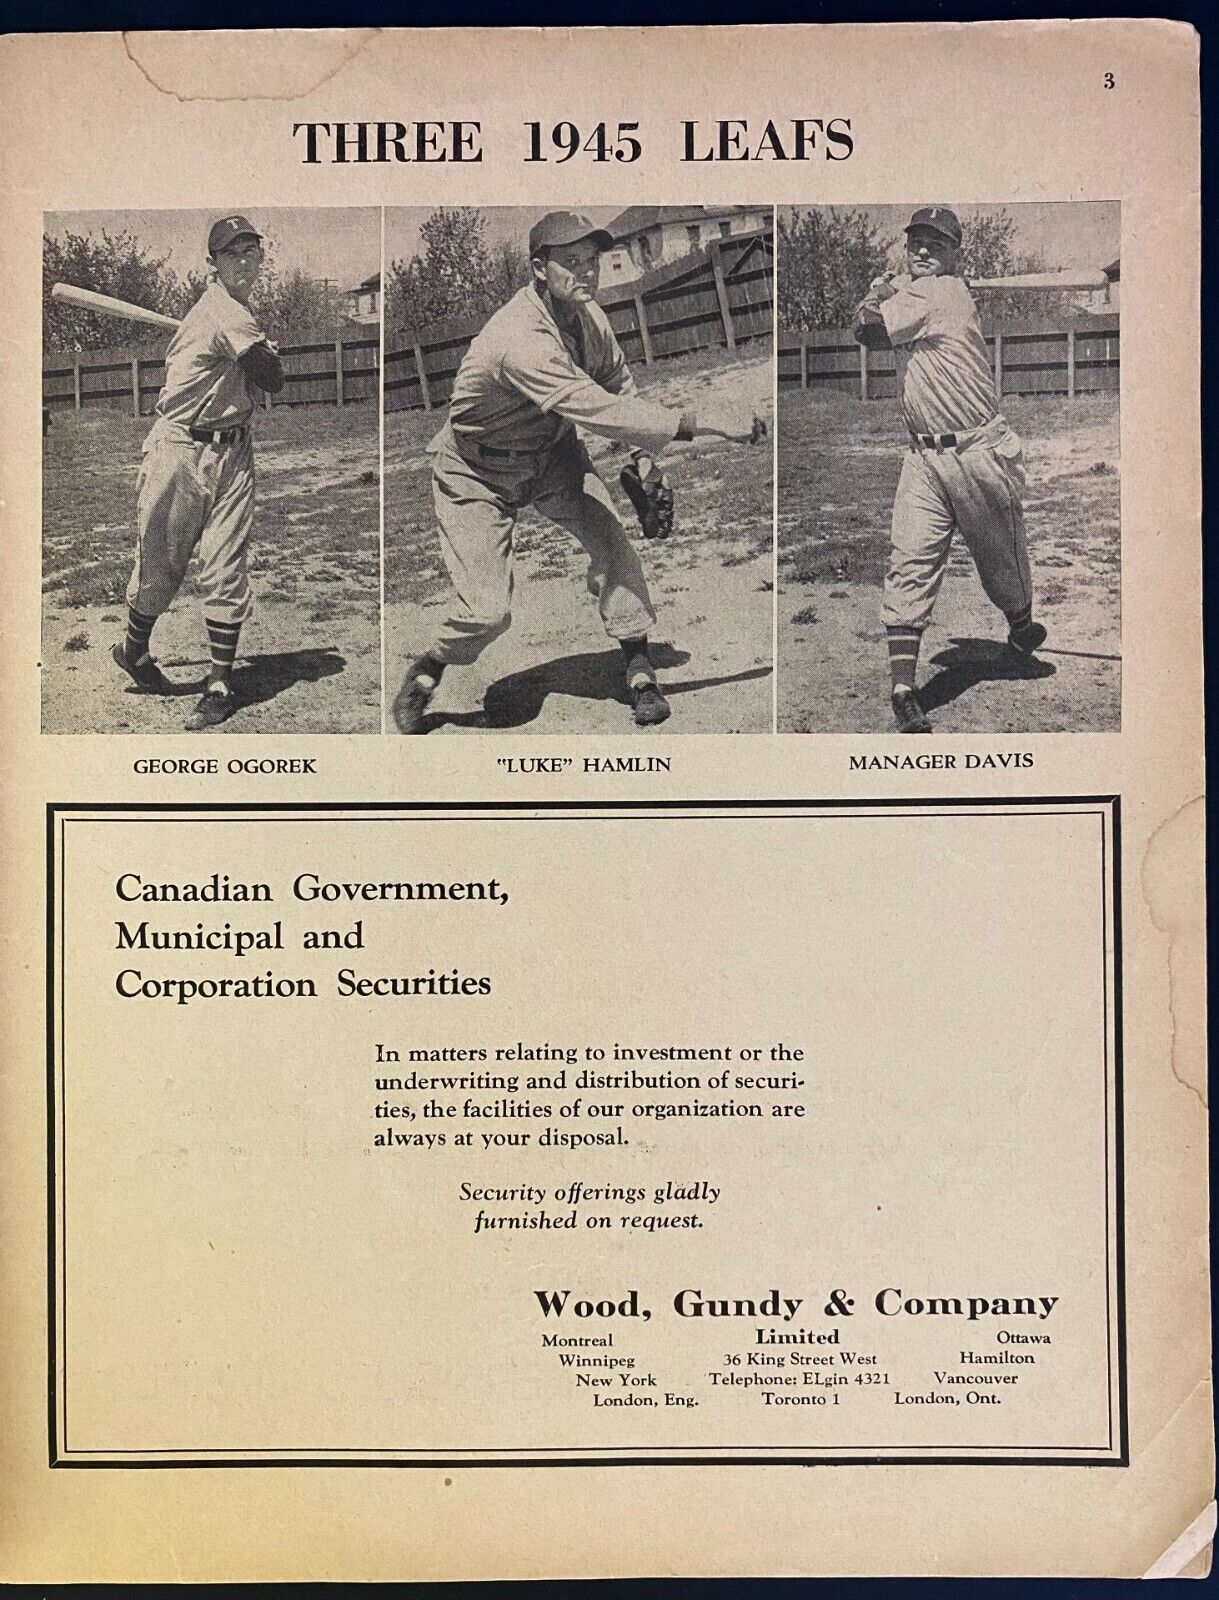 3
THREE 1945 LEAFS
T
GEORGE OGOREK
"LUKE" HAMLIN
MANAGER DAVIS
Canadian Government,
Municipal and
Corporation Securities
In matters relating to investment or the
underwriting and distribution of securi-
ties, the facilities of our organization are
always at your disposal.
Security offerings gladly
furnished on request.
Wood, Gundy & Company
Limited
Montreal
Winnipeg
New York
London, Eng.
36 King Street West
Telephone: ELgin 4321
Toronto 1
Ottawa
Hamilton
Vancouver
London, Ont.